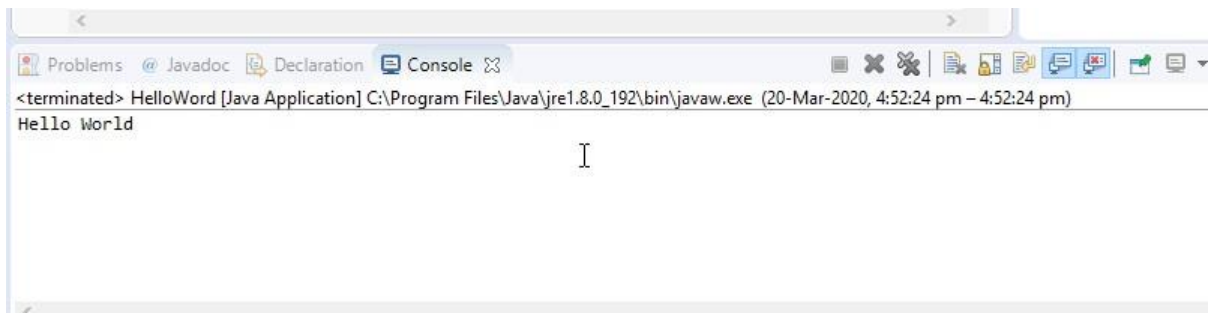 Problems @ Javadoc Declaration Console
<terminated> HelloWord [Java Application] C:\Program Files\Java\jre1.8.0_192\bin\javaw.exe (20-Mar-2020, 4:52:24 pm – 4:52:24 pm)
Hello World